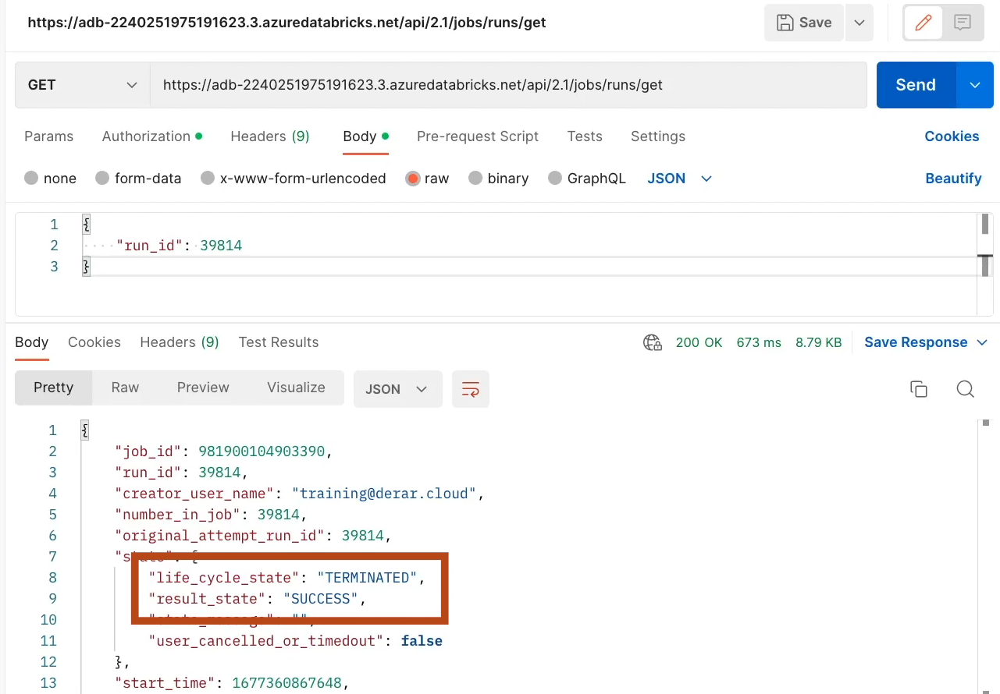 https://adb-2240251975191623.3.azuredatabricks.net/api/2.1/jobs/runs/get Save
GET https://adb-2240251975191623.3.azuredatabricks.net/api/2.1/jobs/runs/get Send
Params Authorization Headers (9) Body Pre-request Script Tests Settings Cookies
none form-data x-www-form-urlencoded raw binary GraphQL JSON Beautify
1 {
2 "run_id": 39814
3 }
Body Cookies Headers (9) Test Results 200 OK 673 ms 8.79 KB Save Response
Pretty Raw Preview Visualize JSON
1 {
2 "job_id": 981900104903390,
3 "run_id": 39814,
4 "creator_user_name": "training@derar.cloud",
5 "number_in_job": 39814,
6 "original_attempt_run_id": 39814,
7 "state": {
8 "life_cycle_state": "TERMINATED",
9 "result_state": "SUCCESS",
10 "state_message": "",
11 "user_cancelled_or_timedout": false
12 },
13 "start_time": 1677360867648,